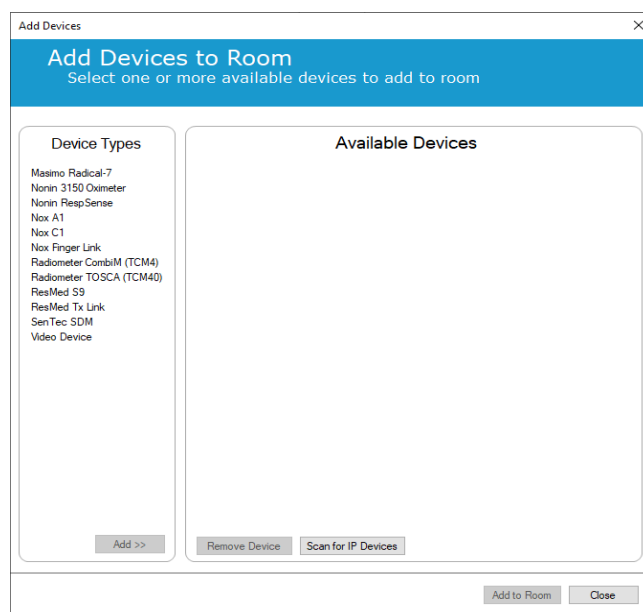 Add Devices
Add Devices to Room
Select one or more available devices to add to room
Device Types
Masimo Radical-7
Nonin 3150 Oximeter
Nonin RespSense
Nox A1
Nox C1
Nox Finger Link
Radiometer CombiM (TCM4)
Radiometer TOSCA (TCM40)
ResMed S9
ResMed Tx Link
SenTec SDM
Video Device
Add >>
Available Devices
Remove Device
Scan for IP Devices
Add to Room
Close